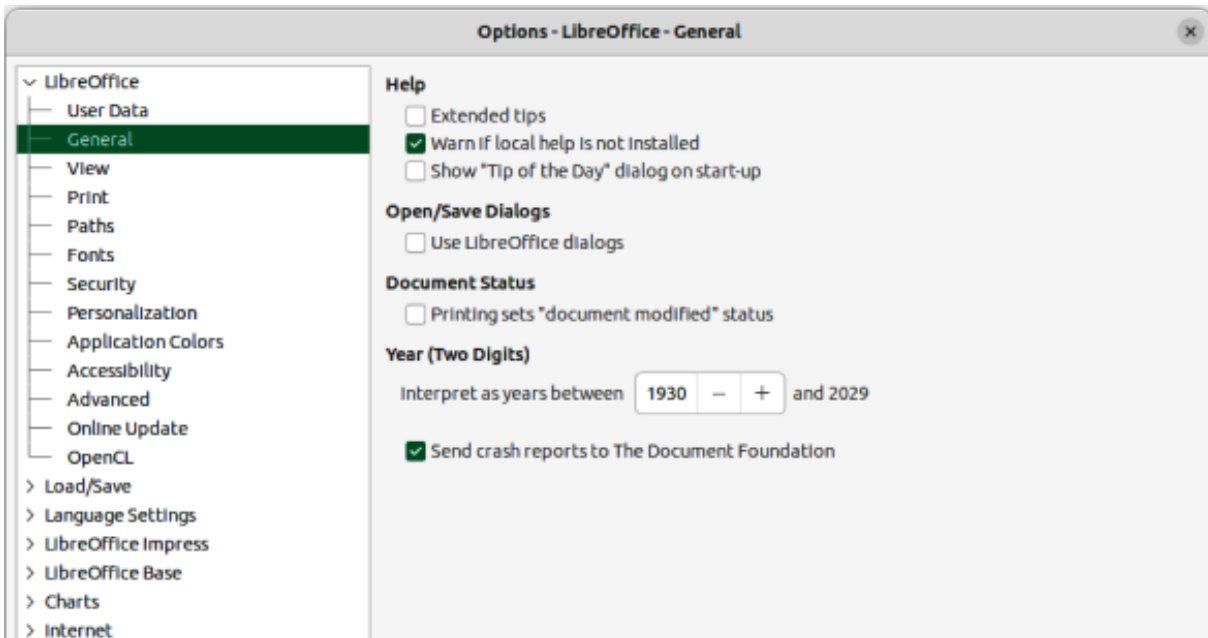 Options - LibreOffice - General
LibreOffice
User Data
General
View
Print
Paths
Fonts
Security
Personalization
Application Colors
Accessibility
Advanced
Online Update
OpenCL
Load/Save
Language Settings
LibreOffice Impress
LibreOffice Base
Charts
Internet
Help
Extended tips
Warn if local help is not installed
Show "Tip of the Day" dialog on start-up
Open/Save Dialogs
Use LibreOffice dialogs
Document Status
Printing sets "document modified" status
Year (Two Digits)
Interpret as years between 1930 − + and 2029
Send crash reports to The Document Foundation